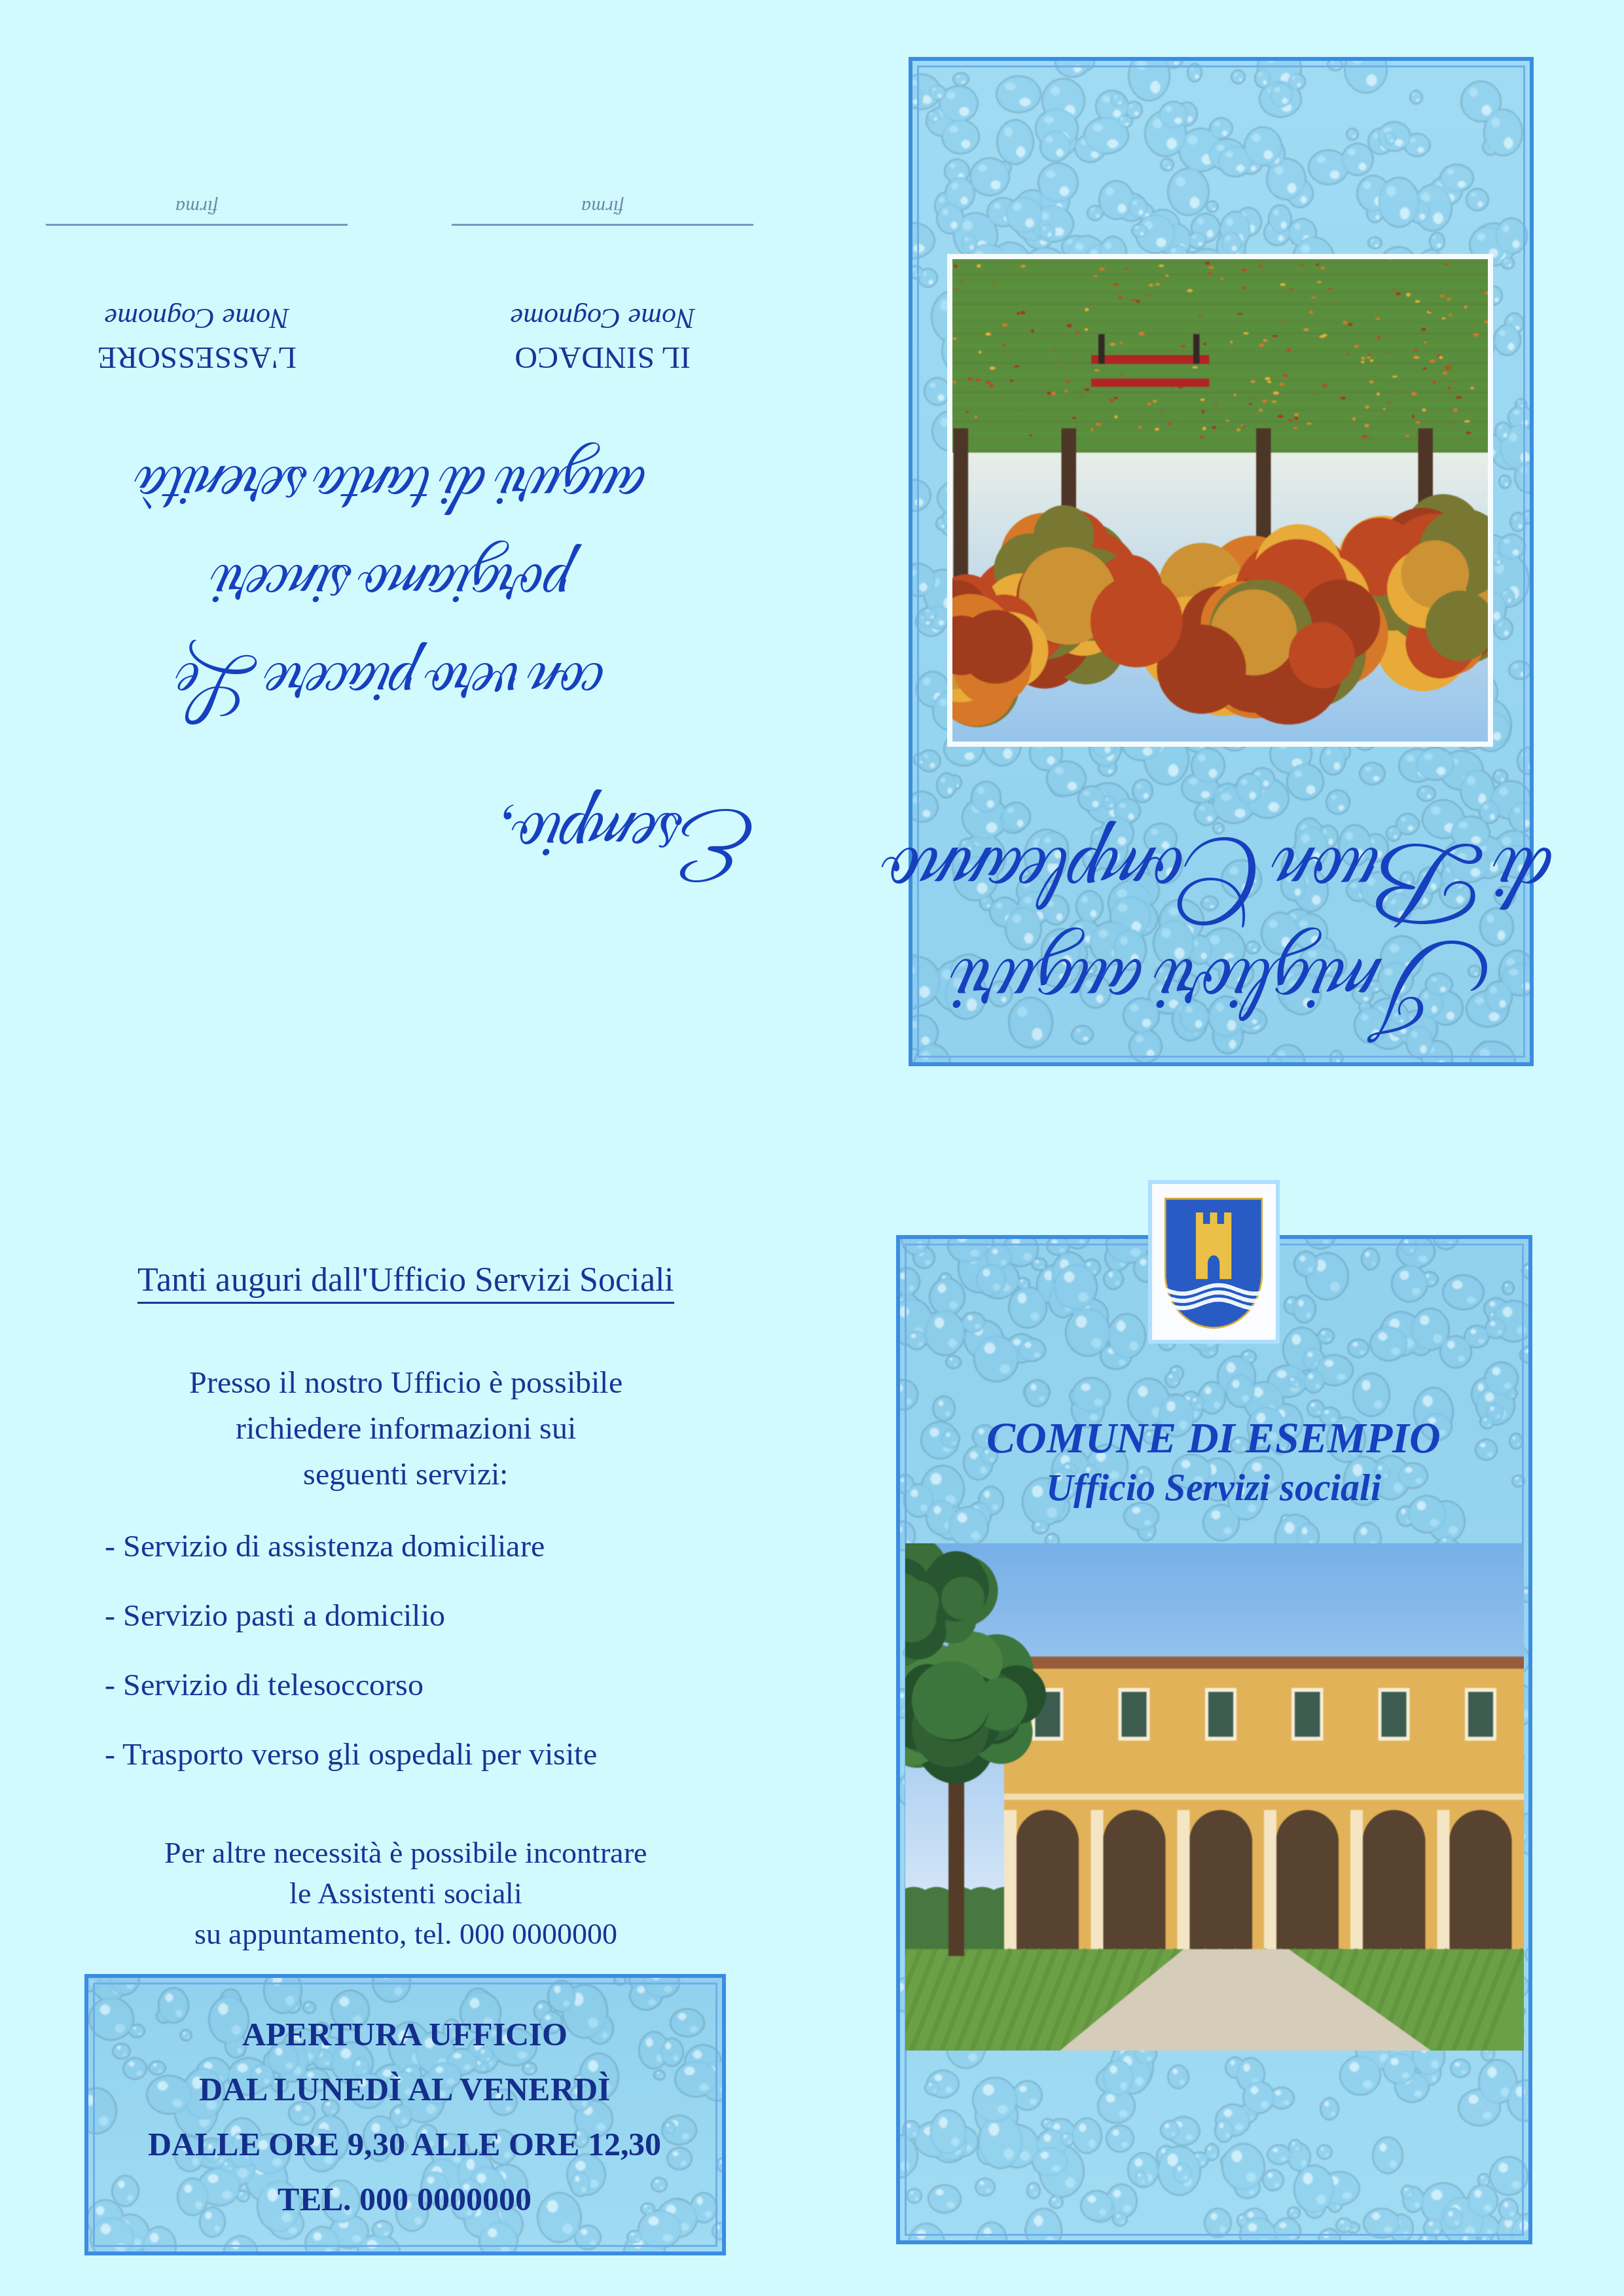 I migliori auguri
di Buon Compleanno
Esempio,
con vero piacere Le
porgiamo sinceri
auguri di tanta serenità
IL SINDACO
Nome Cognome
firma
L'ASSESSORE
Nome Cognome
firma
Tanti auguri dall'Ufficio Servizi Sociali
Presso il nostro Ufficio è possibile
richiedere informazioni sui
seguenti servizi:
- Servizio di assistenza domiciliare
- Servizio pasti a domicilio
- Servizio di telesoccorso
- Trasporto verso gli ospedali per visite
Per altre necessità è possibile incontrare
le Assistenti sociali
su appuntamento, tel. 000 0000000
APERTURA UFFICIO
DAL LUNEDÌ AL VENERDÌ
DALLE ORE 9,30 ALLE ORE 12,30
TEL. 000 0000000
COMUNE DI ESEMPIO
Ufficio Servizi sociali